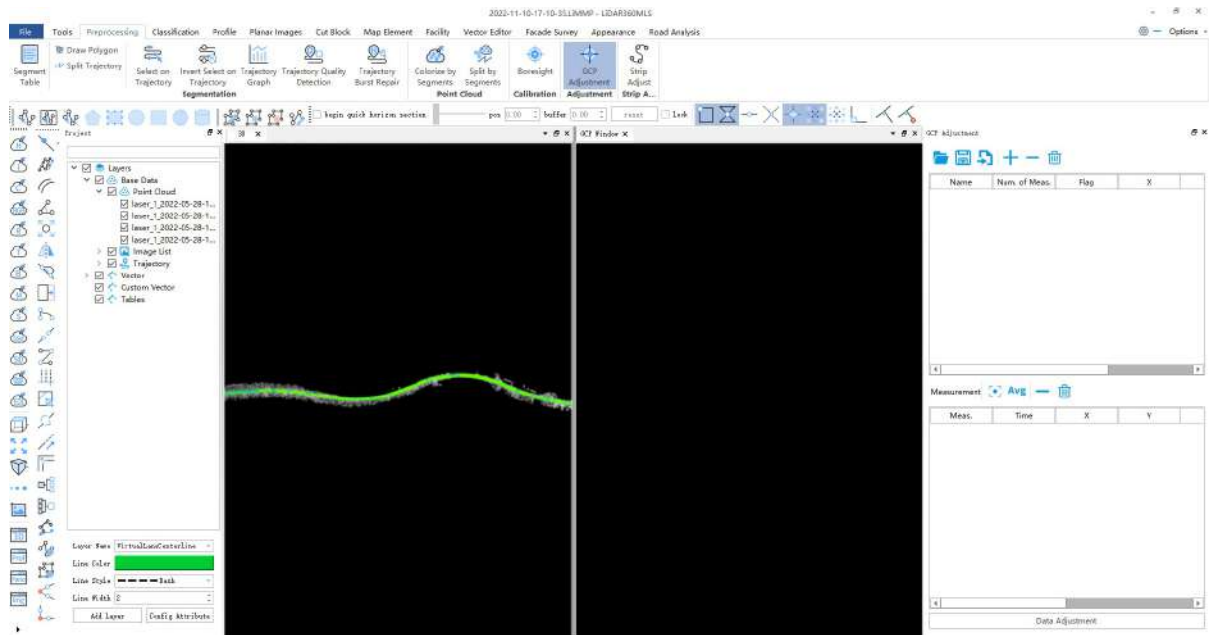 2022-11-10-17-10-35.LiMMP - LiDAR360MLS
File Tools Preprocessing Classification Profile Planar Images Cut Block Map Element Facility Vector Editor Facade Survey Appearance Road Analysis Options
Segment Table
Draw Polygon
Split Trajectory
Select on Trajectory
Invert Select on Trajectory
Trajectory Graph
Trajectory Quality Detection
Trajectory Burst Repair
Colorize by Segments
Split by Segments
Boresight
GCP Adjustment
Strip Adjust
Segmentation Point Cloud Calibration Adjustment Strip A...
begin quick horizon section pos 0.00 buffer 0.00 reset lock
Project
3D
GCP Window
GCP Adjustment
Layers
Base Data
Point Cloud
laser_1_2022-05-28-1...
laser_1_2022-05-28-1...
laser_1_2022-05-28-1...
laser_1_2022-05-28-1...
Image List
Trajectory
Vector
Custom Vector
Tables
Name Num. of Meas. Flag X
Measurement Avg
Meas. Time X Y
Layer Name VirtualLaneCenterline
Line Color
Line Style Dash
Line Width 2
Add Layer Config Attribute
Data Adjustment